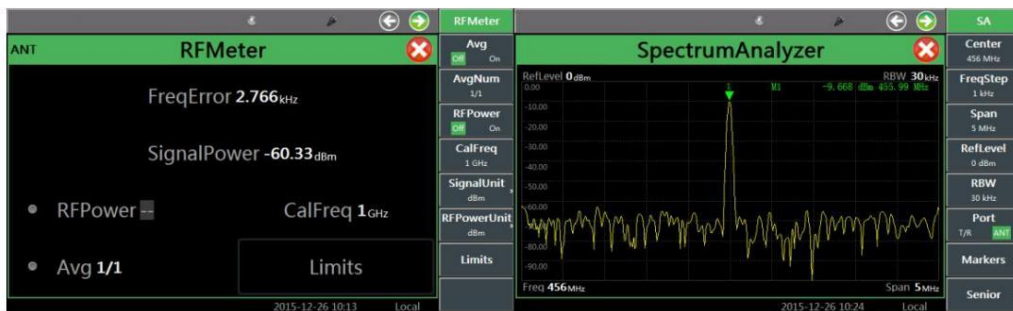 RFMeter
ANT
RFMeter
FreqError 2.766kHz
SignalPower -60.33dBm
RFPower --
CalFreq 1GHz
Avg 1/1
Limits
2015-12-26 10:13
Local
Avg
Off On
AvgNum
1/1
RFPower
Off On
CalFreq
1 GHz
SignalUnit
dBm
RFPowerUnit
dBm
Limits
SA
SpectrumAnalyzer
RefLevel 0dBm
RBW 30kHz
0.00
M1
-9.668 dBm 455.99 MHz
-10.00
-20.00
-30.00
-40.00
-50.00
-60.00
-80.00
-90.00
Freq 456MHz
Span 5MHz
2015-12-26 10:24
Local
Center
456 MHz
FreqStep
1 kHz
Span
5 MHz
RefLevel
0 dBm
RBW
30 kHz
Port
T/R ANT
Markers
Senior